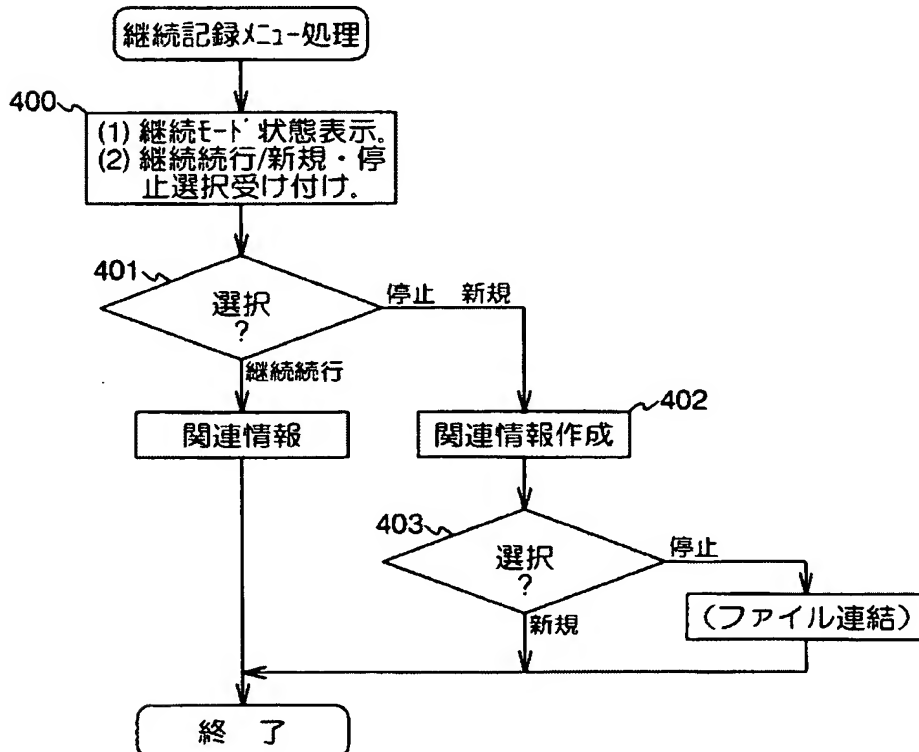 継続記録メニュー処理
400
(1) 継続モード状態表示.
(2) 継続続行/新規・停
止選択受け付け.
401
選択
?
停止 新規
継続続行
関連情報
402
関連情報作成
403
選択
?
停止
新規
(ファイル連結)
終 了